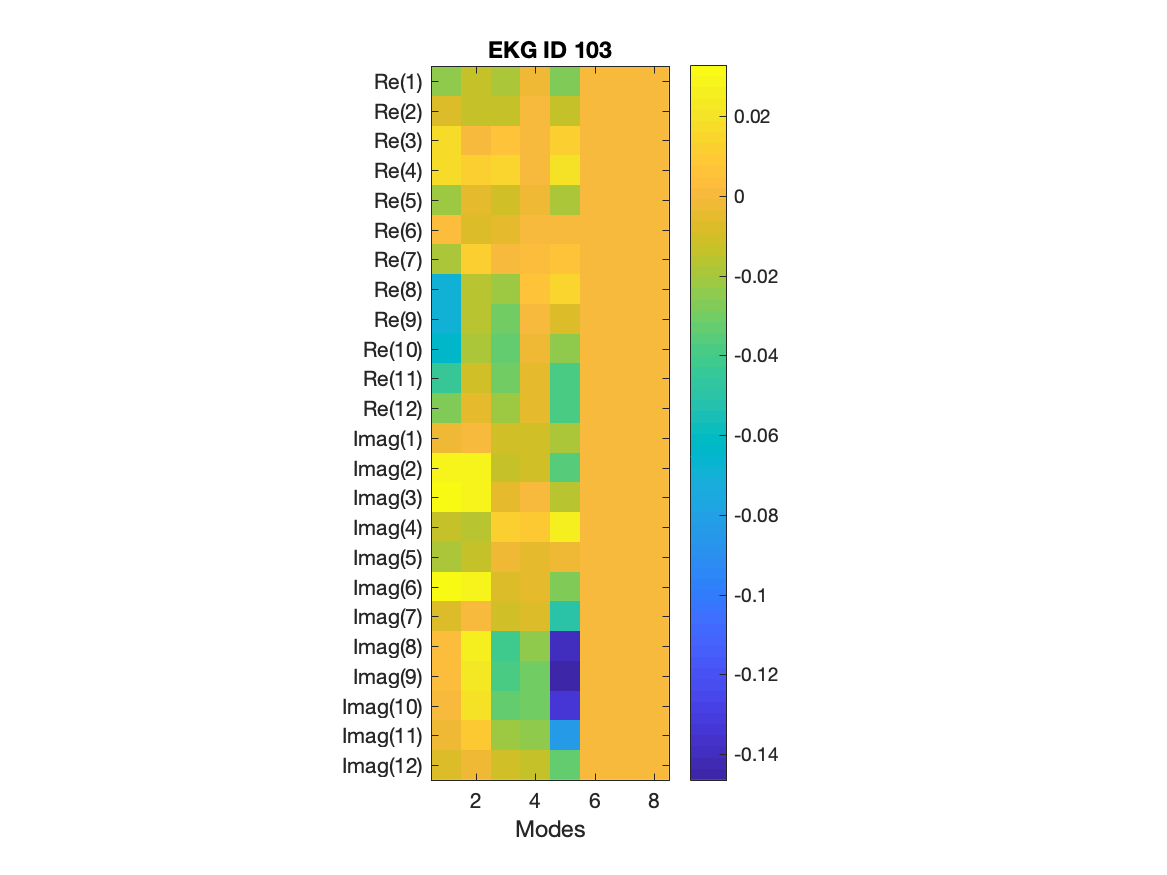 EKG ID 103
Re(1)
Re(2)
Re(3)
Re(4)
Re(5)
Re(6)
Re(7)
Re(8)
Re(9)
Re(10)
Re(11)
Re(12)
Imag(1)
Imag(2)
Imag(3)
Imag(4)
Imag(5)
Imag(6)
Imag(7)
Imag(8)
Imag(9)
Imag(10)
Imag(11)
Imag(12)
2 4 6 8
Modes
0.02
0
-0.02
-0.04
-0.06
-0.08
-0.1
-0.12
-0.14